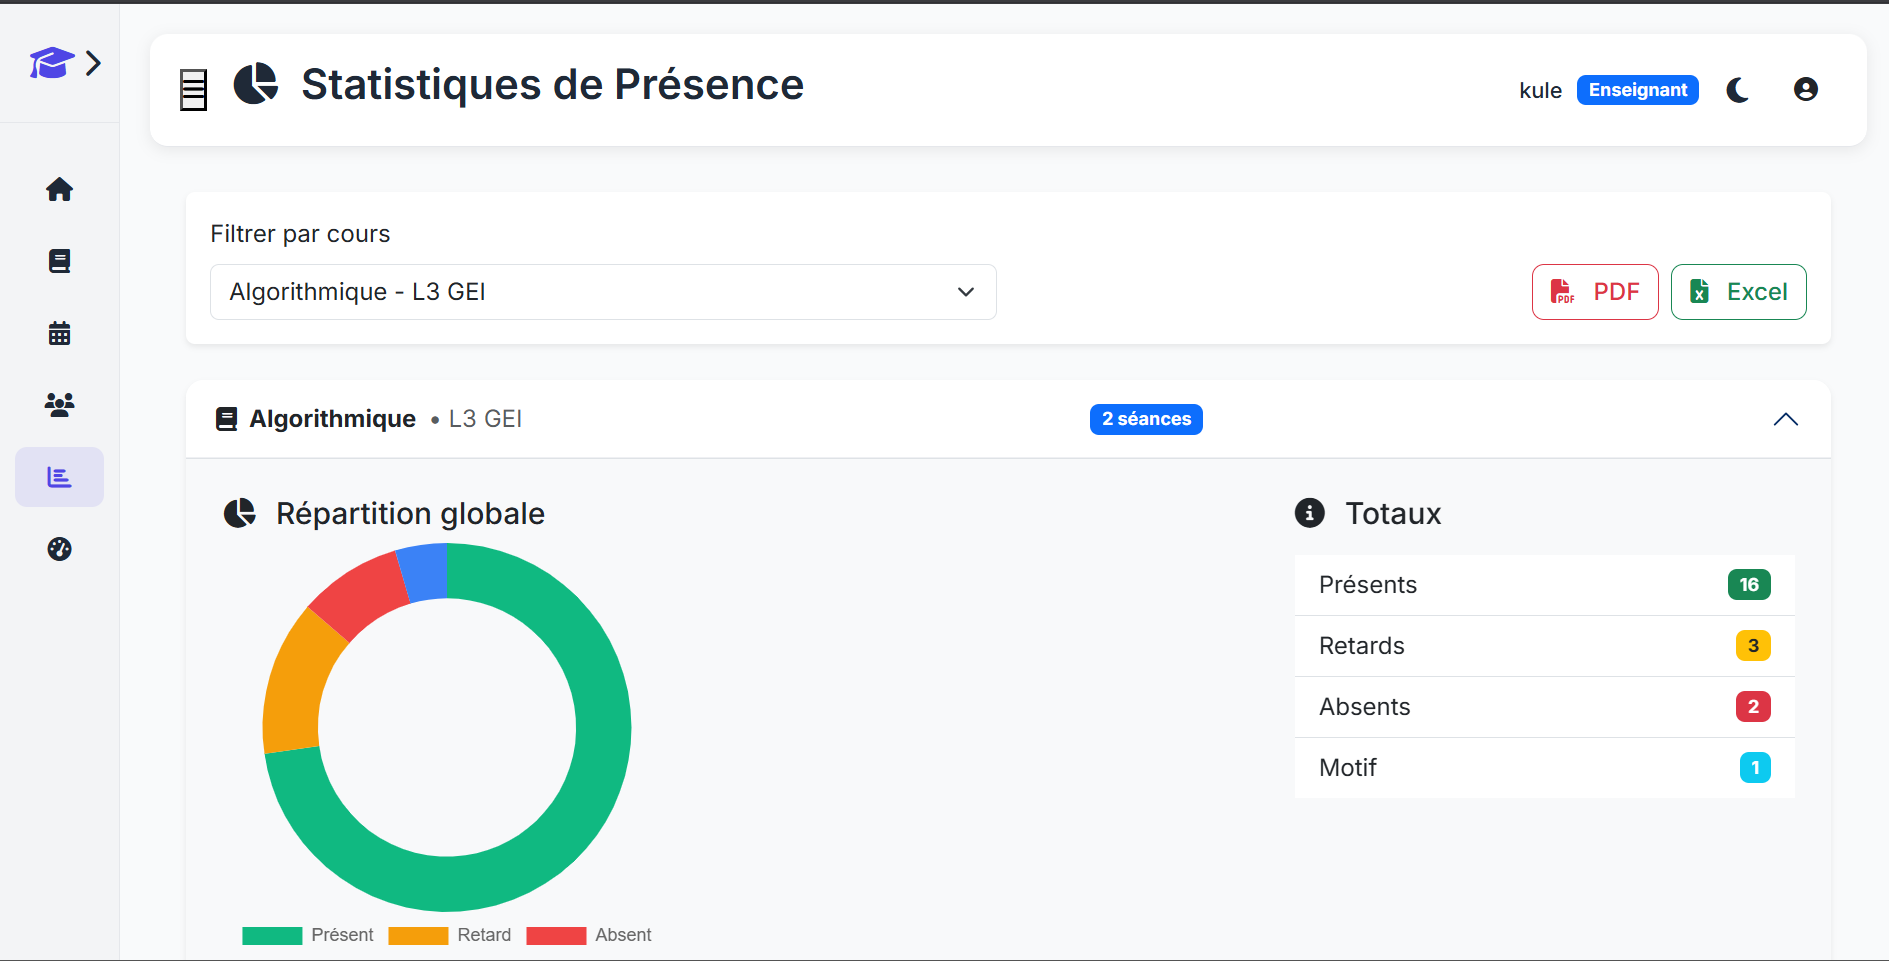 Statistiques de Présence
kule Enseignant
Filtrer par cours
Algorithmique - L3 GEI
PDF PDF
X Excel
Algorithmique • L3 GEI
2 séances
Répartition globale
Présent Retard Absent
Totaux
Présents 16
Retards 3
Absents 2
Motif 1